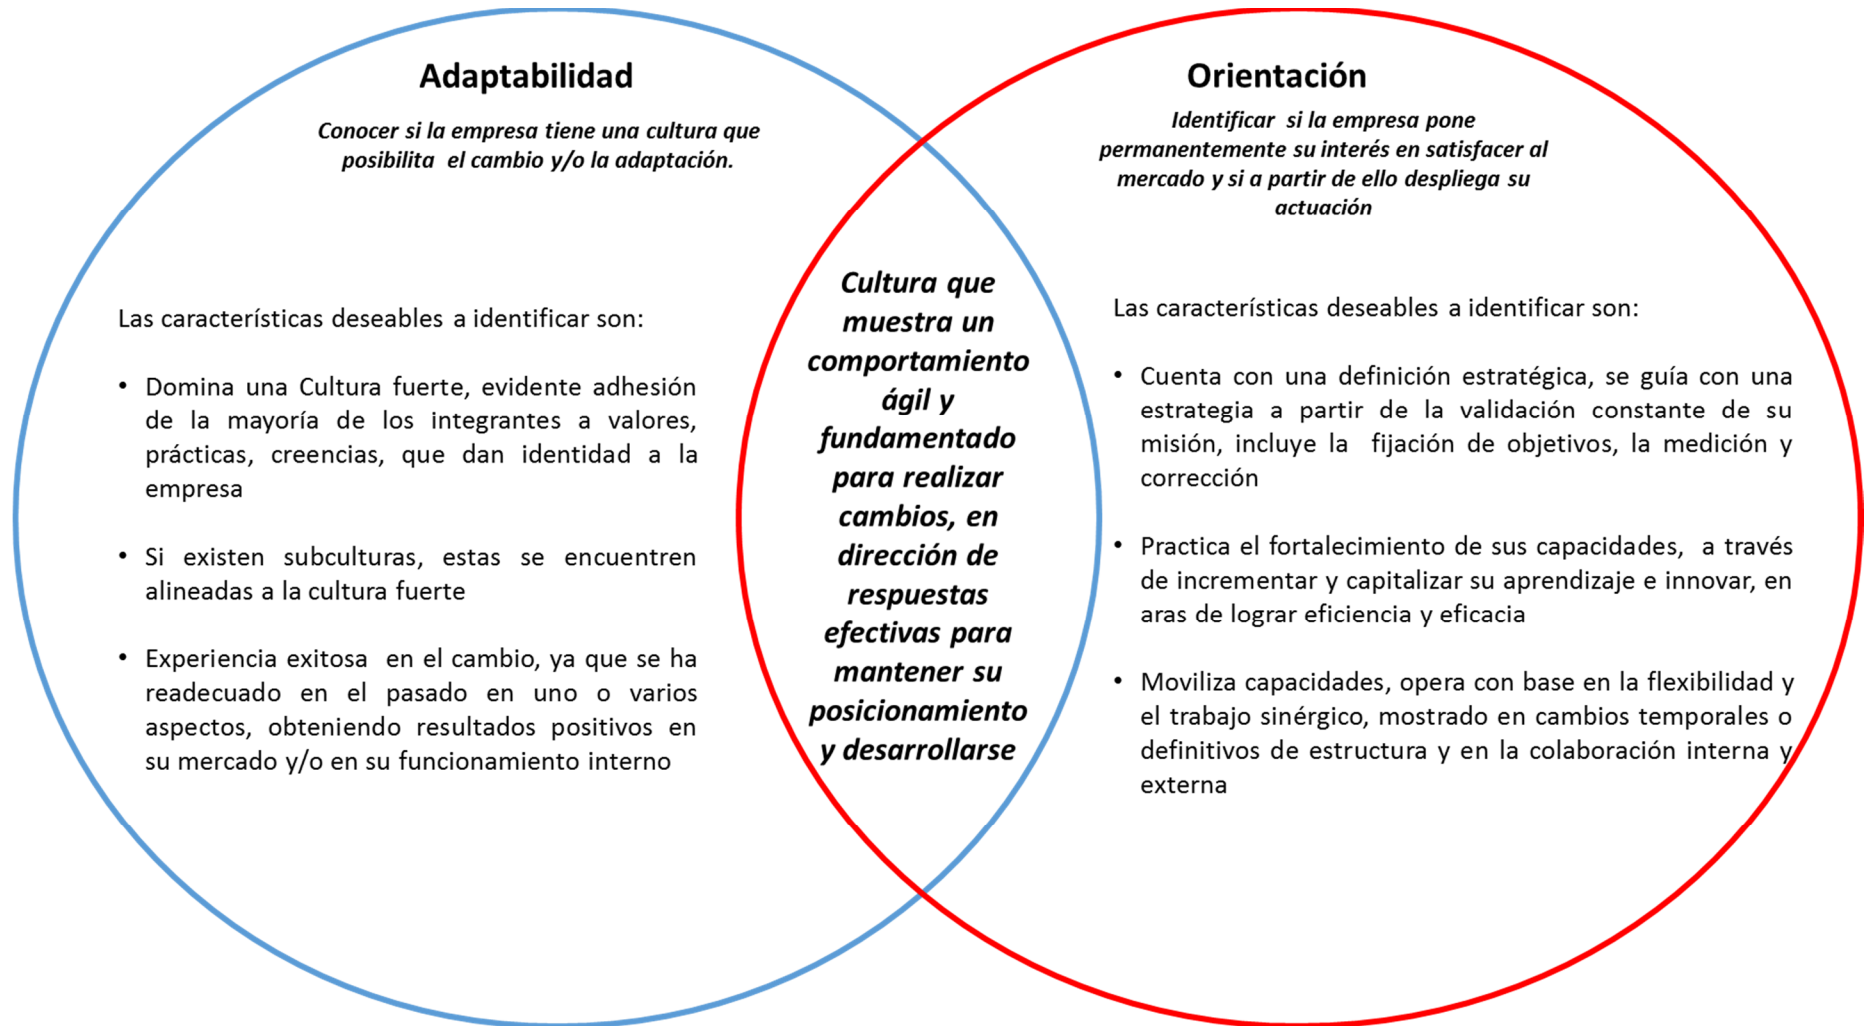 Adaptabilidad
Conocer si la empresa tiene una cultura que
posibilita el cambio y/o la adaptación.
Las características deseables a identificar son:
• Domina una Cultura fuerte, evidente adhesión
de la mayoría de los integrantes a valores,
prácticas, creencias, que dan identidad a la
empresa
• Si existen subculturas, estas se encuentren
alineadas a la cultura fuerte
• Experiencia exitosa en el cambio, ya que se ha
readecuado en el pasado en uno o varios
aspectos, obteniendo resultados positivos en
su mercado y/o en su funcionamiento interno
Cultura que
muestra un
comportamiento
ágil y
fundamentado
para realizar
cambios, en
dirección de
respuestas
efectivas para
mantener su
posicionamiento
y desarrollarse
Orientación
Identificar si la empresa pone
permanentemente su interés en satisfacer al
mercado y si a partir de ello despliega su
actuación
Las características deseables a identificar son:
• Cuenta con una definición estratégica, se guía con una
estrategia a partir de la validación constante de su
misión, incluye la fijación de objetivos, la medición y
corrección
• Practica el fortalecimiento de sus capacidades, a través
de incrementar y capitalizar su aprendizaje e innovar, en
aras de lograr eficiencia y eficacia
• Moviliza capacidades, opera con base en la flexibilidad y
el trabajo sinérgico, mostrado en cambios temporales o
definitivos de estructura y en la colaboración interna y
externa